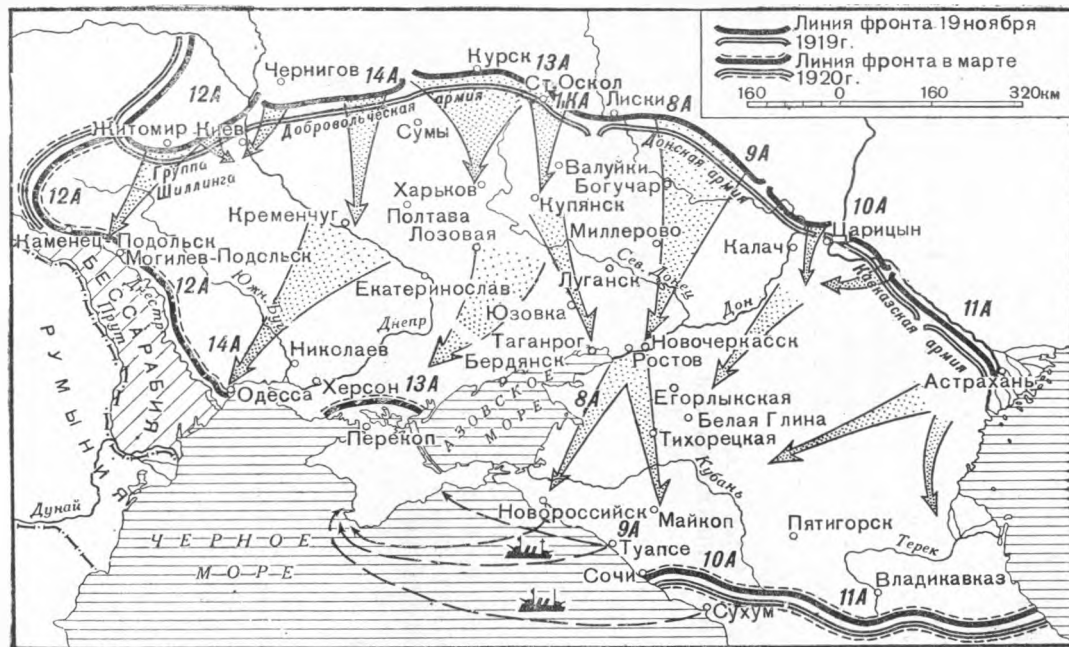 Линия фронта 19 ноября
1919г.
Линия фронта в марте
1920г.
160 0 160 320км
Курск
13А
Чернигов
14А
Ст. Оскол
1КА
Лиски
8А
12А
Добровольческая армия
Житомир
Киев
Сумы
Донская армия
9А
Группа
Шиллинга
Валуйки
Богучар
12А
Харьков
Купянск
10А
Кременчуг
Полтава
Царицын
Каменец-Подольск
Лозовая
Миллерово
Калач
Могилев-Подольск
Сев. Донец
Кавказская армия
БЕССАРАБИЯ
Прут
Днестр
12А
Южн. Буг
Луганск
Екатеринослав
Дон
11А
РУМЫНИЯ
Юзовка
Днепр
14А
Николаев
Таганрог
Новочеркасск
Бердянск
Ростов
Херсон
13А
Астрахань
Одесса
8А
Егорлыкская
АЗОВСКОЕ
МОРЕ
Белая Глина
Перекоп
Тихорецкая
Кубань
Дунай
Новороссийск
Майкоп
Пятигорск
ЧЕРНОЕ
9А
Туапсе
Терек
МОРЕ
Сочи
10А
Владикавказ
11А
Сухум